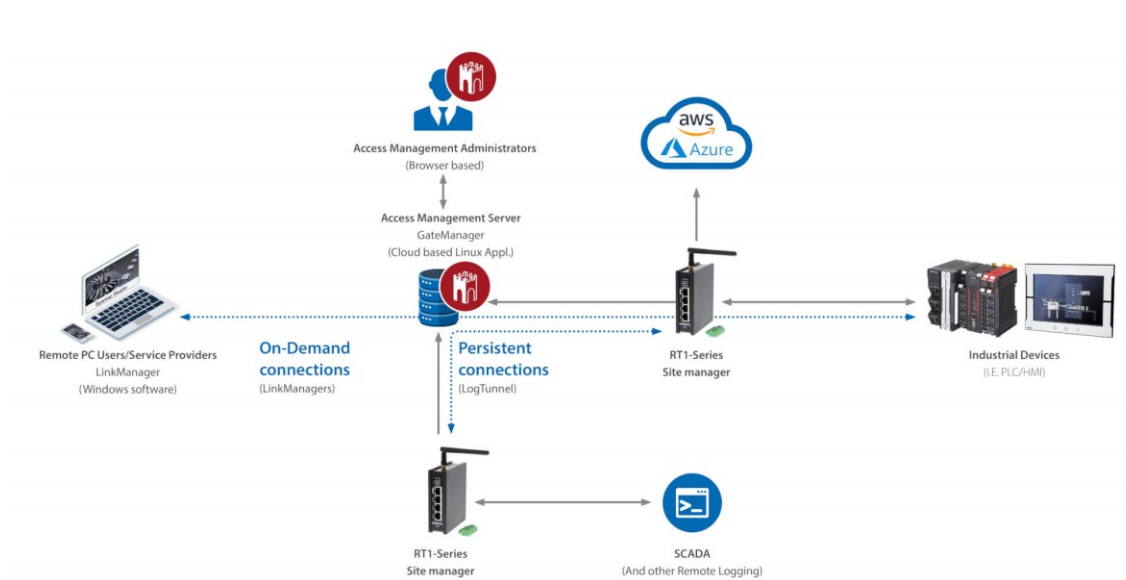 Access Management Administrators
(Browser based)
aws
Azure
Access Management Server
GateManager
(Cloud based Linux Appl.)
Remote PC Users/Service Providers
LinkManager
(Windows software)
On-Demand
connections
(LinkManagers)
Persistent
connections
(LogTunnel)
RT1-Series
Site manager
Industrial Devices
(I.E. PLC/HMI)
RT1-Series
Site manager
SCADA
(And other Remote Logging)